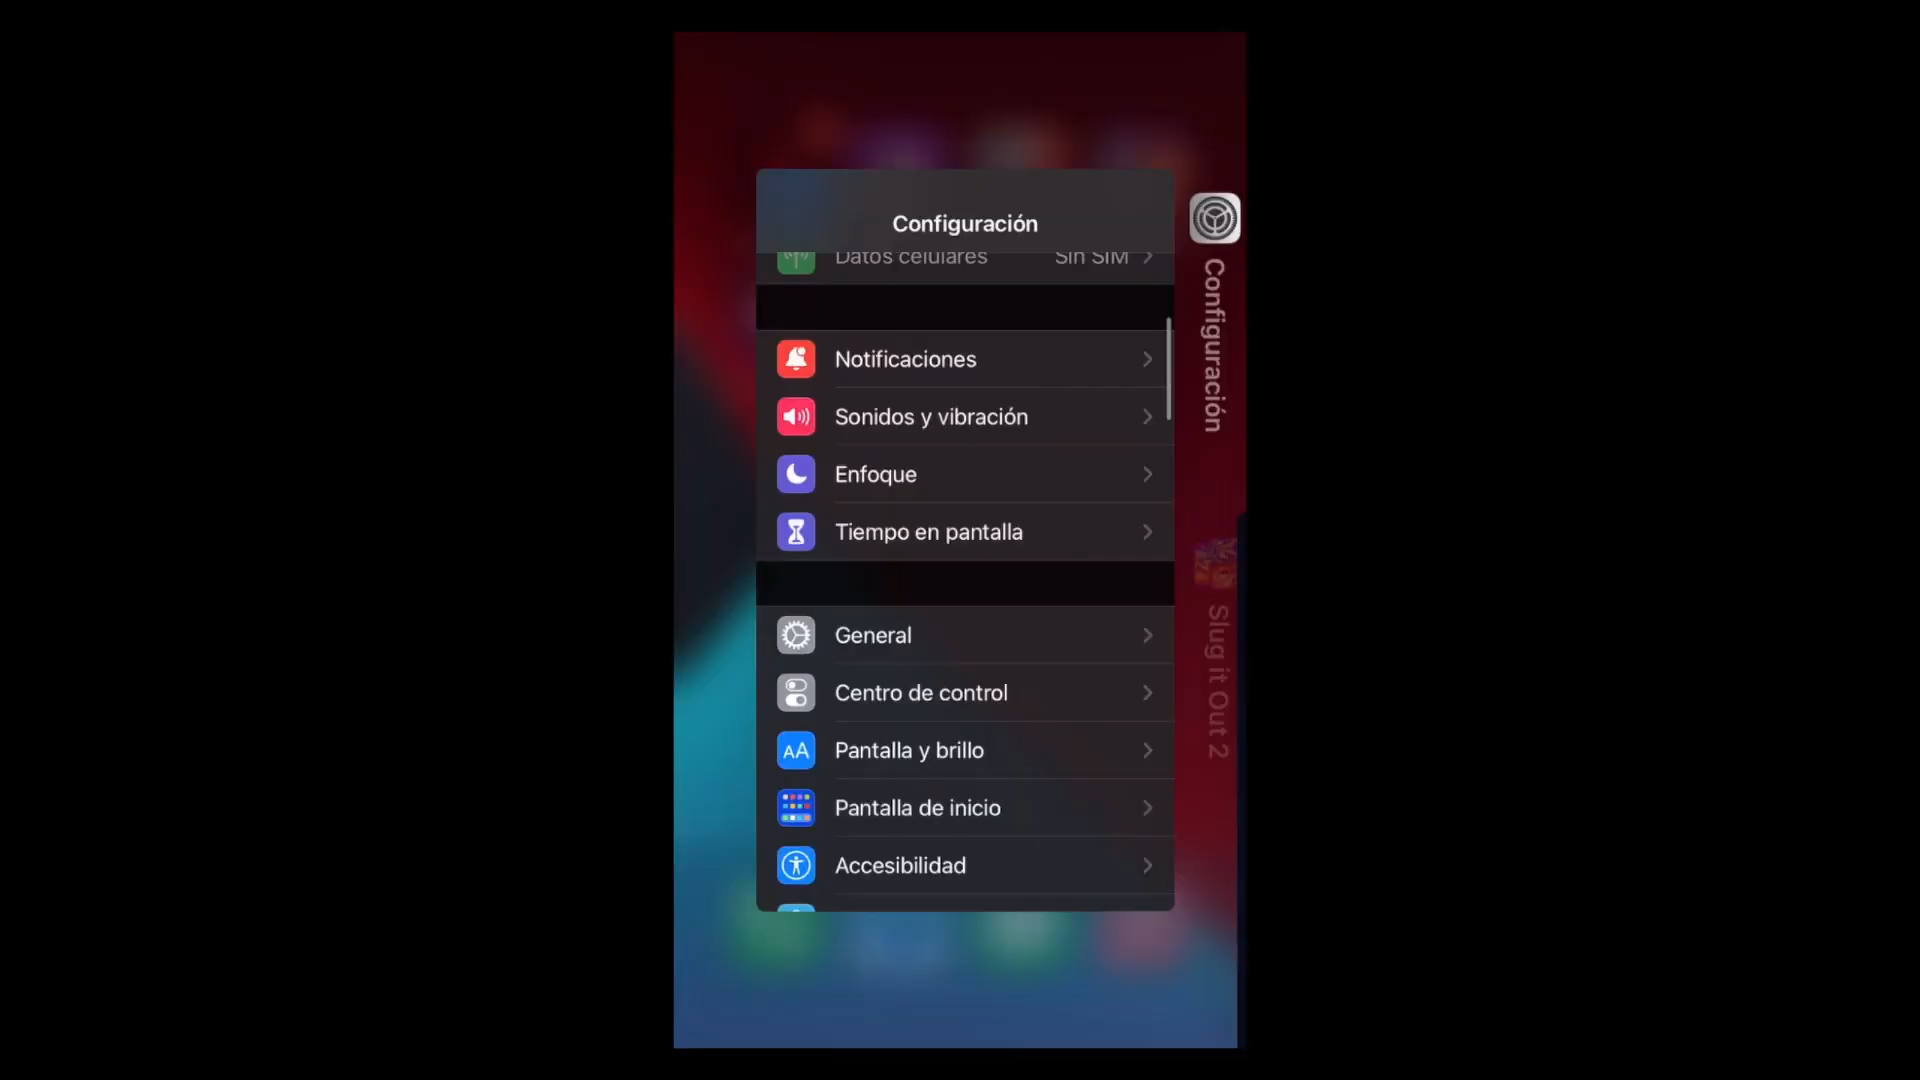 Configuración
Datos celulares Sin SIM
Notificaciones
Sonidos y vibración
Enfoque
Tiempo en pantalla
General
Centro de control
AA Pantalla y brillo
Pantalla de inicio
Accesibilidad
Configuración
Slug it Out 2